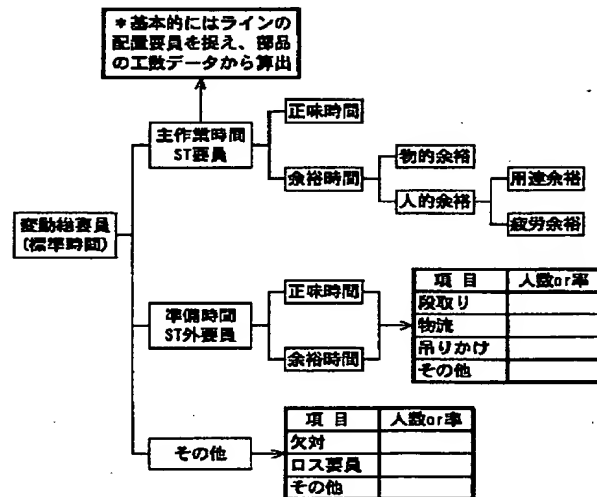 ＊基本的にはラインの
配置要員を捉え、部品
の工数データから算出
主作業時間
ST要員
正味時間
余裕時間
物的余裕
人的余裕
用達余裕
疲労余裕
変動総要員
(標準時間)
準備時間
ST外要員
正味時間
余裕時間
項 目 人数or率
段取り
物流
吊りかけ
その他
その他
項 目 人数or率
欠対
ロス要員
その他